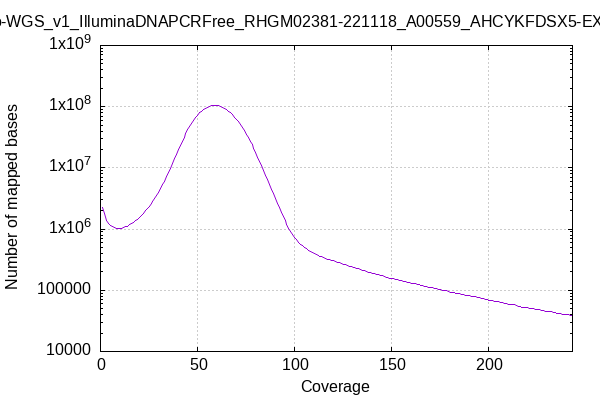 -WGS_v1_IlluminaDNAPCRFree_RHGM02381-221118_A00559_AHCYKFDSX5-EX
1x10^9
1x10^8
1x10^7
1x10^6
100000
10000
Number of mapped bases
0 50 100 150 200
Coverage